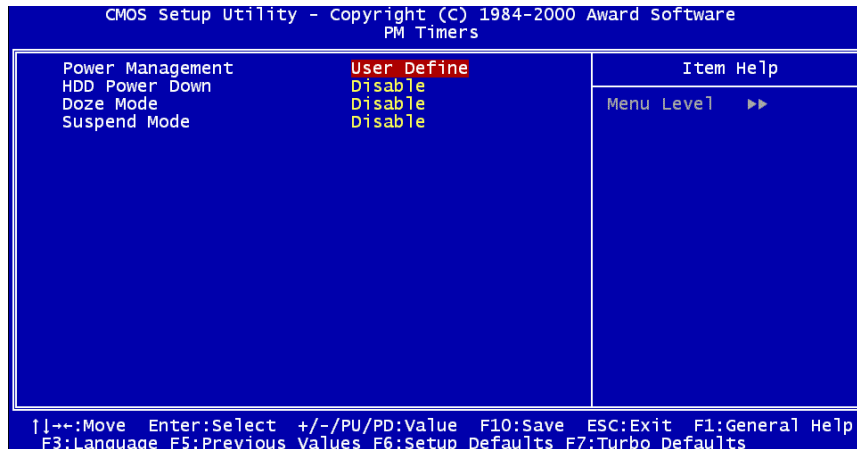 CMOS Setup Utility - Copyright (C) 1984-2000 Award Software
PM Timers
Power Management User Define
HDD Power Down Disable
Doze Mode Disable
Suspend Mode Disable
Item Help
Menu Level ▶▶
↑↓→←:Move Enter:Select +/-/PU/PD:Value F10:Save ESC:Exit F1:General Help
F3:Language F5:Previous Values F6:Setup Defaults F7:Turbo Defaults